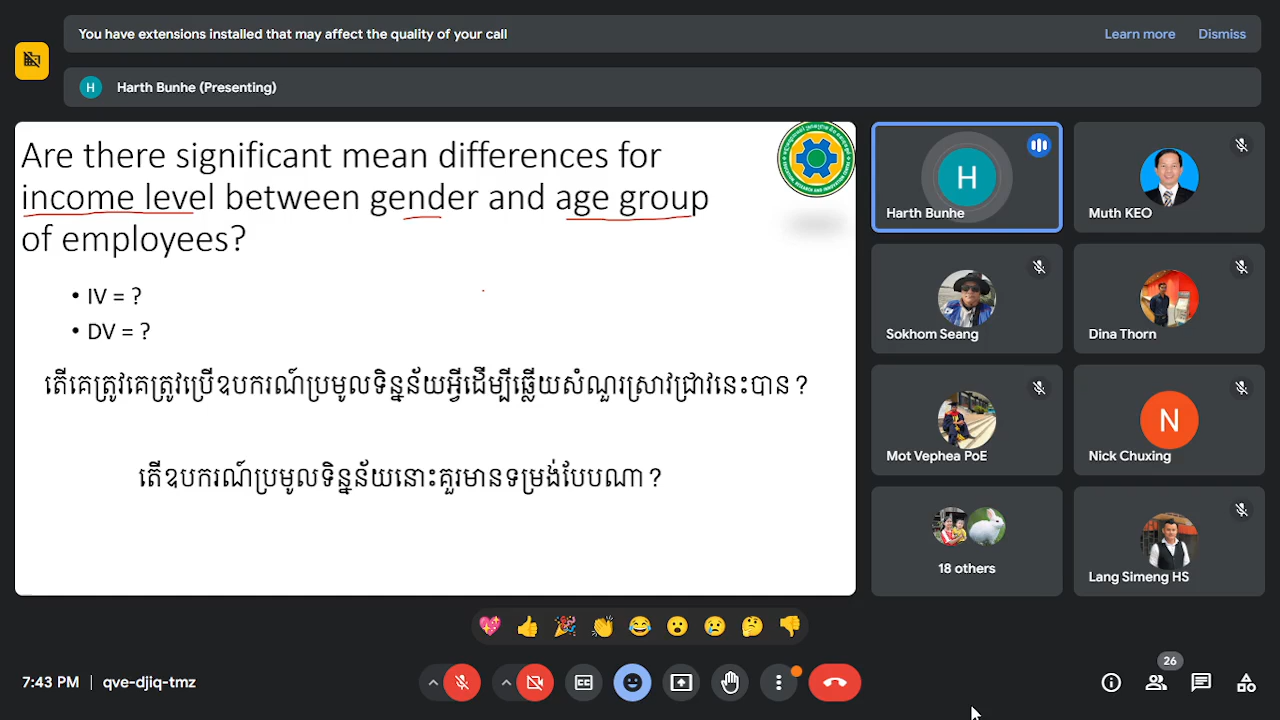 You have extensions installed that may affect the quality of your call
Learn more
Dismiss
H
Harth Bunhe (Presenting)
Are there significant mean differences for
income level between gender and age group
of employees?
• IV = ?
• DV = ?
តើគេត្រូវគេត្រូវប្រើឧបករណ៍ប្រមូលទិន្នន័យអ្វីដើម្បីឆ្លើយសំណួរស្រាវជ្រាវនេះបាន ?
តើឧបករណ៍ប្រមូលទិន្នន័យនោះគួរមានទម្រង់បែបណា ?
H
Harth Bunhe
Muth KEO
Sokhom Seang
Dina Thorn
Mot Vephea PoE
N
Nick Chuxing
18 others
Lang Simeng HS
7:43 PM | qve-djiq-tmz
26